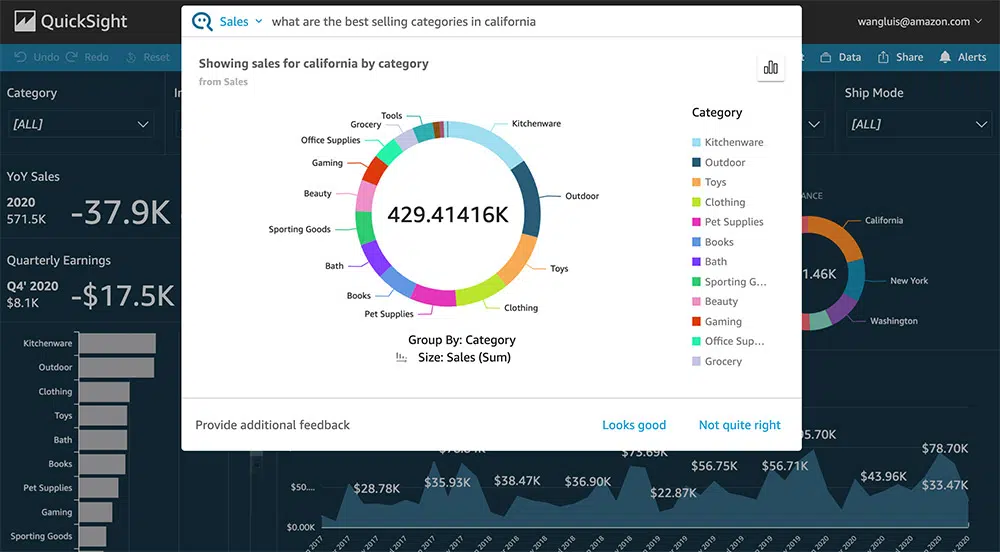 QuickSight
Sales
what are the best selling categories in california
wangluis@amazon.com
Undo
Redo
Reset
Data
Share
Alerts
Showing sales for california by category
from Sales
Category
[ALL]
Ship Mode
[ALL]
YoY Sales
2020
571.5K
-37.9K
Quarterly Earnings
Q4' 2020
$8.1K
-$17.5K
Kitchenware
Outdoor
Clothing
Toys
Bath
Books
Pet Supplies
Gaming
Sporting Goods
Tools
Grocery
Office Supplies
Gaming
Beauty
Sporting Goods
Bath
Books
Pet Supplies
Clothing
Toys
Outdoor
Kitchenware
429.41416K
Group By: Category
Size: Sales (Sum)
Category
Kitchenware
Outdoor
Toys
Clothing
Pet Supplies
Books
Bath
Sporting G...
Beauty
Gaming
Office Sup...
Grocery
Provide additional feedback
Looks good
Not quite right
California
New York
Washington
$50....
$0.00K
$28.78K
$35.93K
$38.47K
$36.90K
$22.87K
$56.75K
$56.71K
$43.96K
$78.70K
$33.47K